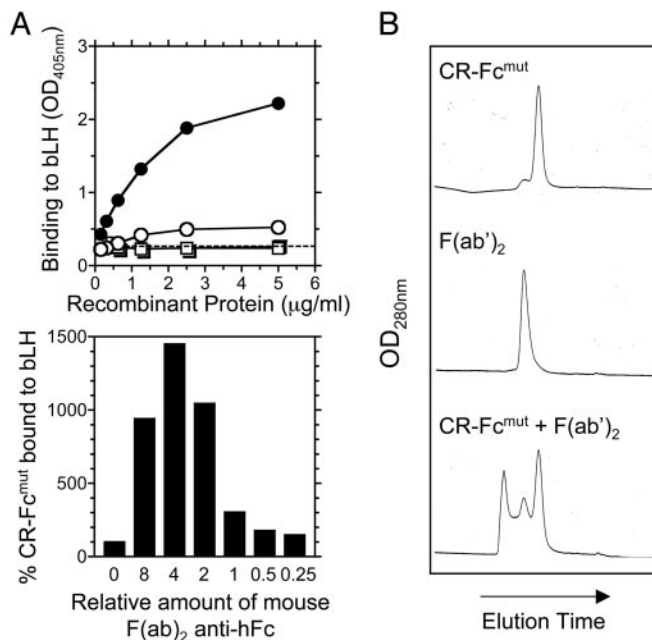 A
Binding to bLH (OD405nm)
3
2
1
0
0 1 2 3 4 5 6
Recombinant Protein (μg/ml)
% CR-Fcmut bound to bLH
1500
1000
500
0
0 8 4 2 1 0.5 0.25
Relative amount of mouse
F(ab)2 anti-hFc
B
OD280nm
CR-Fcmut
F(ab')2
CR-Fcmut + F(ab')2
Elution Time